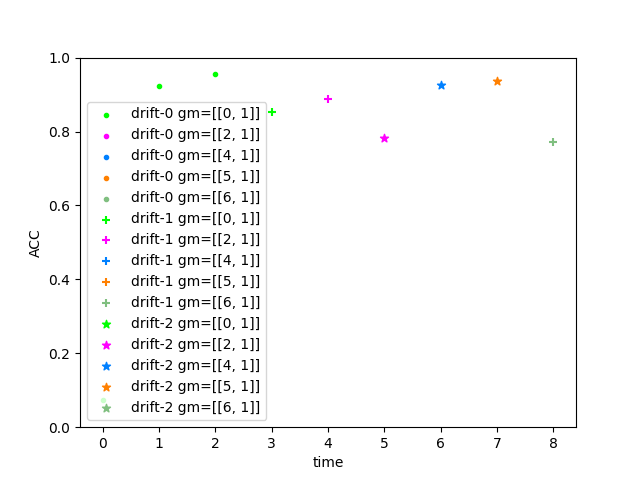 1.0
0.8
0.6
0.4
0.2
0.0
ACC
drift-0 gm=[[0, 1]]
drift-0 gm=[[2, 1]]
drift-0 gm=[[4, 1]]
drift-0 gm=[[5, 1]]
drift-0 gm=[[6, 1]]
drift-1 gm=[[0, 1]]
drift-1 gm=[[2, 1]]
drift-1 gm=[[4, 1]]
drift-1 gm=[[5, 1]]
drift-1 gm=[[6, 1]]
drift-2 gm=[[0, 1]]
drift-2 gm=[[2, 1]]
drift-2 gm=[[4, 1]]
drift-2 gm=[[5, 1]]
drift-2 gm=[[6, 1]]
0 1 2 3 4 5 6 7 8
time